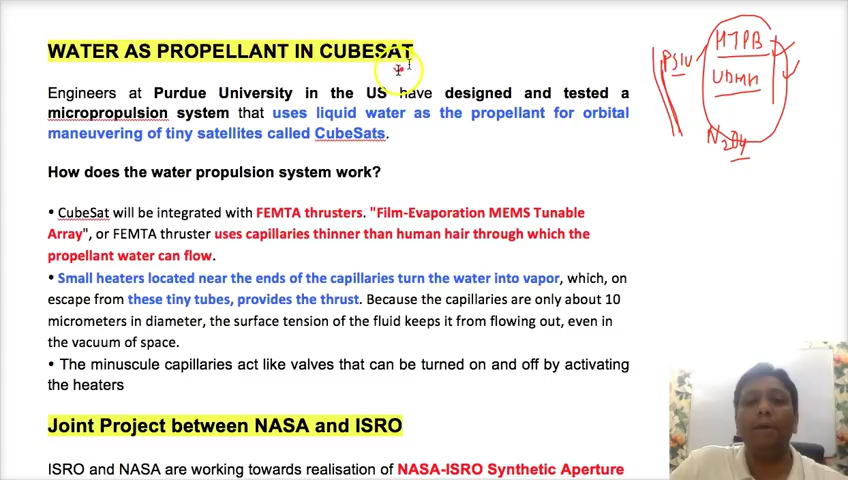 WATER AS PROPELLANT IN CUBESAT
Engineers at Purdue University in the US have designed and tested a
micropropulsion system that uses liquid water as the propellant for orbital
maneuvering of tiny satellites called CubeSats.
How does the water propulsion system work?
• CubeSat will be integrated with FEMTA thrusters. "Film-Evaporation MEMS Tunable
Array", or FEMTA thruster uses capillaries thinner than human hair through which the
propellant water can flow.
• Small heaters located near the ends of the capillaries turn the water into vapor, which, on
escape from these tiny tubes, provides the thrust. Because the capillaries are only about 10
micrometers in diameter, the surface tension of the fluid keeps it from flowing out, even in
the vacuum of space.
• The minuscule capillaries act like valves that can be turned on and off by activating
the heaters
Joint Project between NASA and ISRO
ISRO and NASA are working towards realisation of NASA-ISRO Synthetic Aperture
HTPB
PSLV
UDMH
N2O4